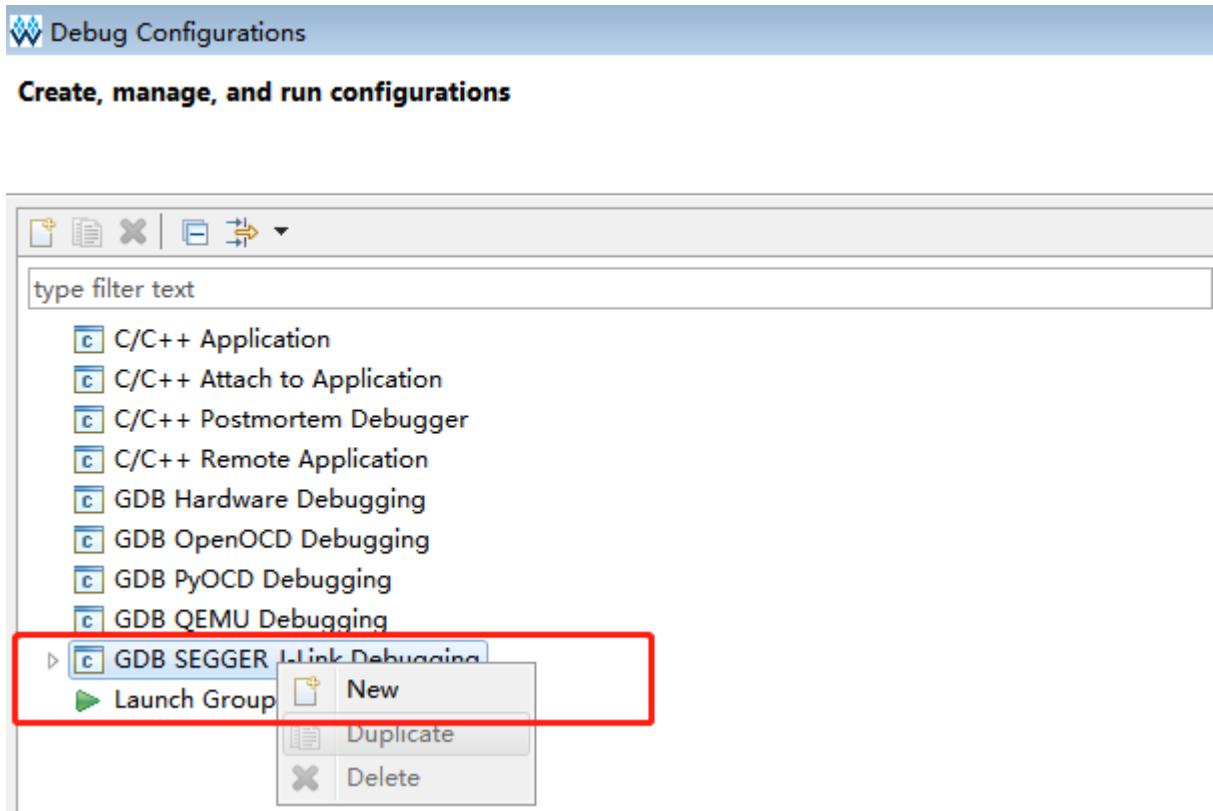 Debug Configurations
Create, manage, and run configurations
type filter text
C/C++ Application
C/C++ Attach to Application
C/C++ Postmortem Debugger
C/C++ Remote Application
GDB Hardware Debugging
GDB OpenOCD Debugging
GDB PyOCD Debugging
GDB QEMU Debugging
GDB SEGGER J-Link Debugging
Launch Group
New
Duplicate
Delete